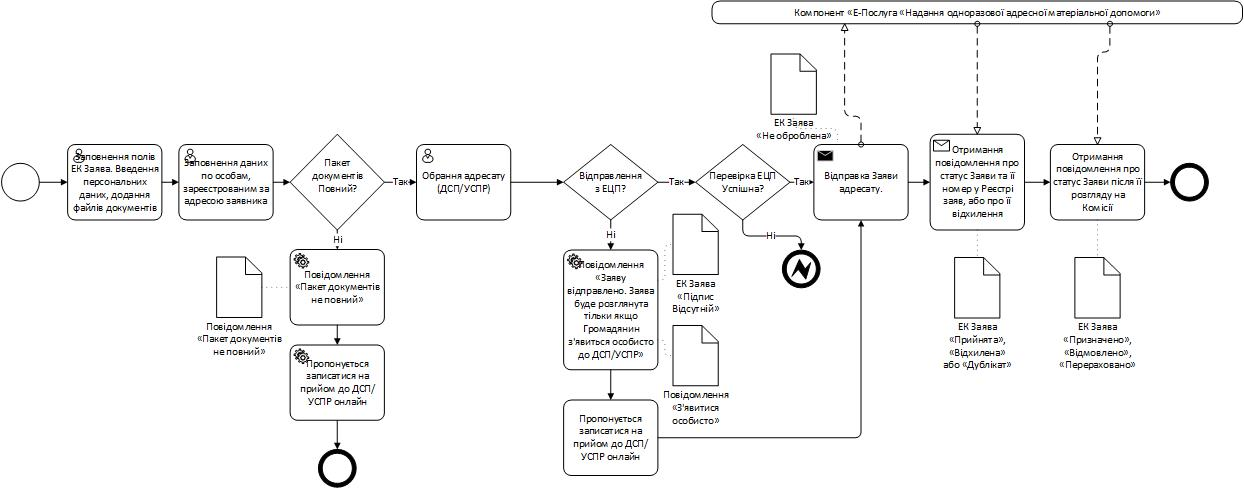 Компонент «Е-Послуга «Надання одноразової адресної матеріальної допомоги»
ЕК Заява
«Не оброблена»
Заповнення полів
ЕК Заява. Введення
персональних
даних, додання
файлів документів
Заповнення даних
по особам,
зареєстрованим за
адресою заявника
Пакет
документів
Повний?
Так
Обрання адресату
(ДСП/УСПР)
Відправлення
з ЕЦП?
Так
Перевірка ЕЦП
Успішна?
Так
Відправка Заяви
адресату.
Отримання
повідомлення про
статус Заяви та її
номеру у Реєстрі
заяв, або про її
відхилення
Отримання
повідомлення про
статус Заяви після її
розгляду на
Комісії
Ні
Ні
Ні
Повідомлення
«Пакет документів
не повний»
Повідомлення
«Пакет документів
не повний»
Пропонується
записатися на
прийом до ДСП/
УСПР онлайн
Повідомлення
«Заяву
відправлено. Заява
буде розглянута
тільки якщо
Громадянин
з'явиться особисто
до ДСП/УСПР»
ЕК Заява
«Підпис
Відсутній»
Повідомлення
«З'явитися
особисто»
Пропонується
записатися на
прийом до ДСП/
УСПР онлайн
ЕК Заява
«Прийнята»,
«Відхилена»
або «Дублікат»
ЕК Заява
«Призначено»,
«Відмовлено»,
«Перераховано»